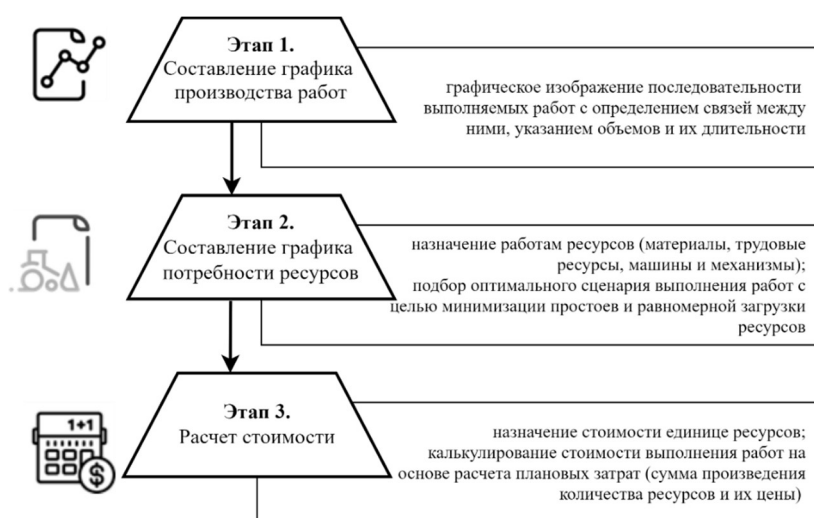 Этап 1.
Составление графика
производства работ
графическое изображение последовательности
выполняемых работ с определением связей между
ними, указанием объемов и их длительности
Этап 2.
Составление графика
потребности ресурсов
назначение работам ресурсов (материалы, трудовые
ресурсы, машины и механизмы);
подбор оптимального сценария выполнения работ с
целью минимизации простоев и равномерной загрузки
ресурсов
1+1
$
Этап 3.
Расчет стоимости
назначение стоимости единице ресурсов;
калькулирование стоимости выполнения работ на
основе расчета плановых затрат (сумма произведения
количества ресурсов и их цены)